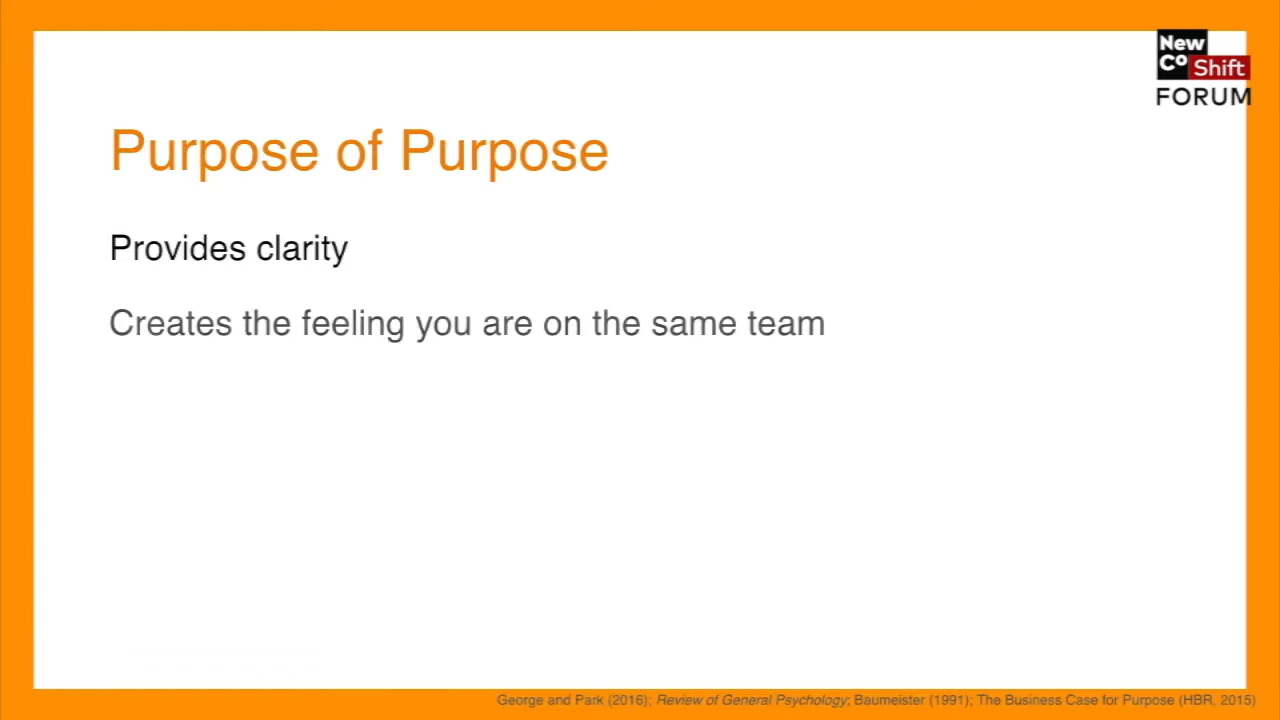 New
Co Shift
FORUM
Purpose of Purpose
Provides clarity
Creates the feeling you are on the same team
George and Park (2016); Review of General Psychology; Baumeister (1991); The Business Case for Purpose (HBR, 2015)